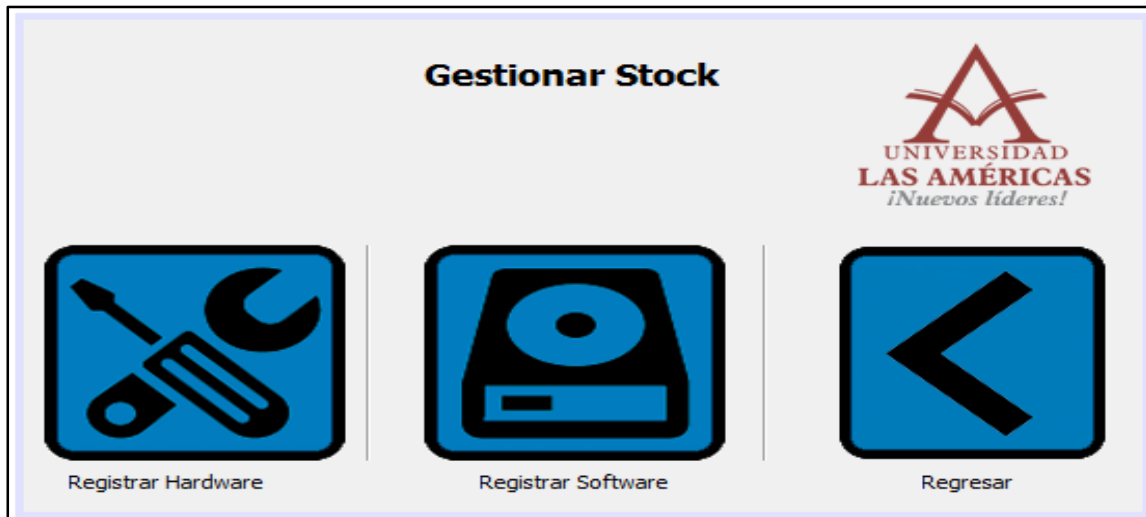 Gestionar Stock
UNIVERSIDAD
LAS AMÉRICAS
¡Nuevos líderes!
Registrar Hardware
Registrar Software
Regresar